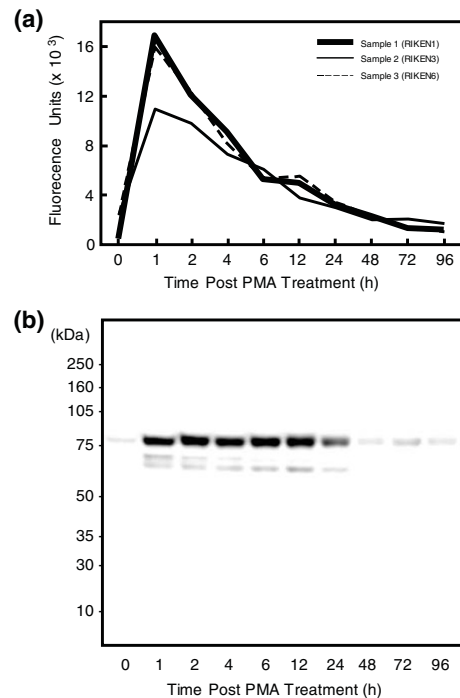 (a)
Fluorecence Units (x 10³)
16
12
8
4
0
Sample 1 (RIKEN1)
Sample 2 (RIKEN3)
Sample 3 (RIKEN6)
0 1 2 4 6 12 24 48 72 96
Time Post PMA Treatment (h)
(b)
(kDa)
250
160
105
75
50
35
30
10
0 1 2 4 6 12 24 48 72 96
Time Post PMA Treatment (h)